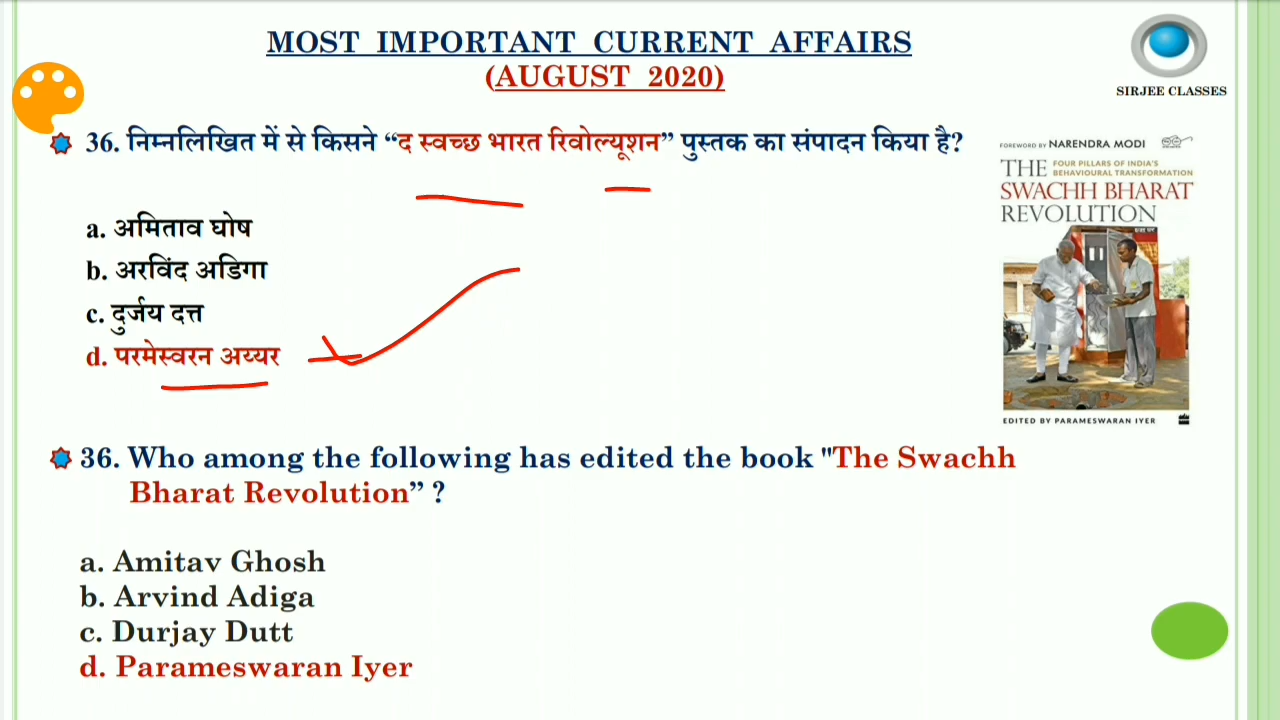 MOST IMPORTANT CURRENT AFFAIRS
(AUGUST 2020)
SIRJEE CLASSES
36. निम्नलिखित में से किसने “द स्वच्छ भारत रिवोल्यूशन” पुस्तक का संपादन किया है?
a. अमिताव घोष
b. अरविंद अडिगा
c. दुर्जय दत्त
d. परमेस्वरन अय्यर
FOREWORD BY NARENDRA MODI
THE FOUR PILLARS OF INDIA'S
BEHAVIOURAL TRANSFORMATION
SWACHH BHARAT
REVOLUTION
EDITED BY PARAMESWARAN IYER
36. Who among the following has edited the book "The Swachh
Bharat Revolution” ?
a. Amitav Ghosh
b. Arvind Adiga
c. Durjay Dutt
d. Parameswaran Iyer